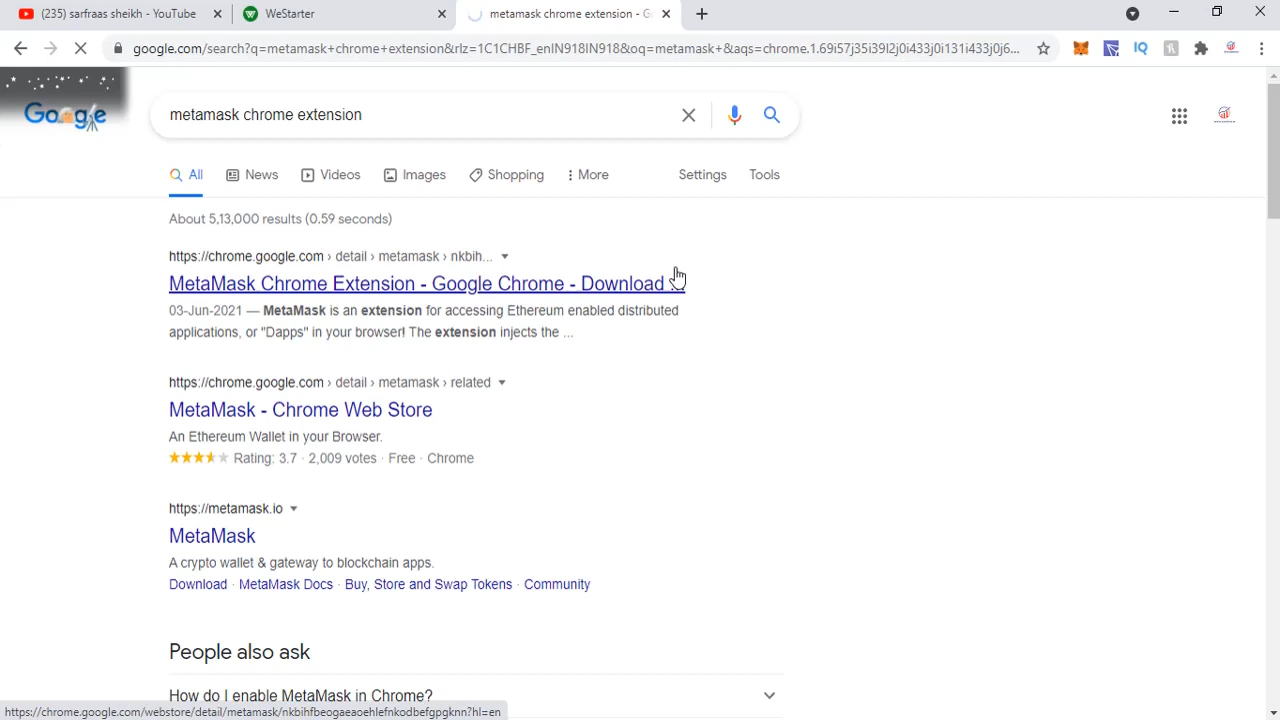 (235) sarfraas sheikh - YouTube
WeStarter
metamask chrome extension - G
google.com/search?q=metamask+chrome+extension&rlz=1C1CHBF_enIN918IN918&oq=metamask+&aqs=chrome.1.69i57j35i39l2j0i433j0i131i433j0j6...
IQ
Google
metamask chrome extension
All
News
Videos
Images
Shopping
More
Settings
Tools
About 5,13,000 results (0.59 seconds)
https://chrome.google.com › detail › metamask › nkbih...
MetaMask Chrome Extension - Google Chrome - Download ...
03-Jun-2021 — MetaMask is an extension for accessing Ethereum enabled distributed
applications, or "Dapps" in your browser! The extension injects the ...
https://chrome.google.com › detail › metamask › related
MetaMask - Chrome Web Store
An Ethereum Wallet in your Browser.
Rating: 3.7 · 2,009 votes · Free · Chrome
https://metamask.io
MetaMask
A crypto wallet & gateway to blockchain apps.
Download · MetaMask Docs · Buy, Store and Swap Tokens · Community
People also ask
How do I enable MetaMask in Chrome?
https://chrome.google.com/webstore/detail/metamask/nkbihfbeogaeaoehlefnkodbefgpgknn?hl=en